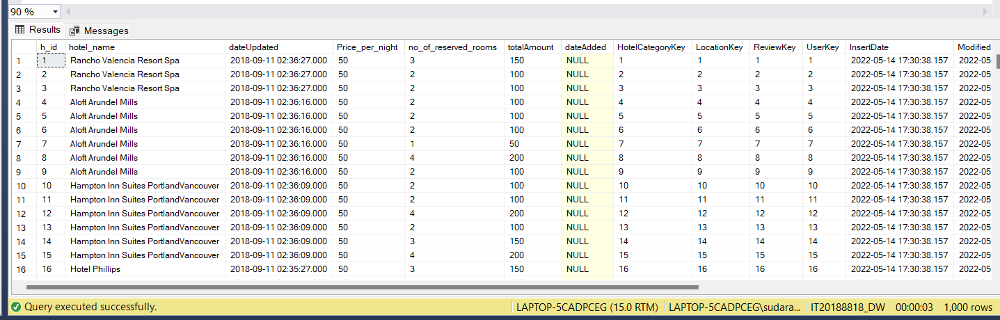 90 %
Results Messages
h_id hotel_name dateUpdated Price_per_night no_of_reserved_rooms totalAmount dateAdded HotelCategoryKey LocationKey ReviewKey UserKey InsertDate Modified
1 1 Rancho Valencia Resort Spa 2018-09-11 02:36:27.000 50 3 150 NULL 1 1 1 1 2022-05-14 17:30:38.157 2022-05
2 2 Rancho Valencia Resort Spa 2018-09-11 02:36:27.000 50 2 100 NULL 2 2 2 2 2022-05-14 17:30:38.157 2022-05
3 3 Rancho Valencia Resort Spa 2018-09-11 02:36:27.000 50 2 100 NULL 3 3 3 3 2022-05-14 17:30:38.157 2022-05
4 4 Aloft Arundel Mills 2018-09-11 02:36:16.000 50 2 100 NULL 4 4 4 4 2022-05-14 17:30:38.157 2022-05
5 5 Aloft Arundel Mills 2018-09-11 02:36:16.000 50 2 100 NULL 5 5 5 5 2022-05-14 17:30:38.157 2022-05
6 6 Aloft Arundel Mills 2018-09-11 02:36:16.000 50 2 100 NULL 6 6 6 6 2022-05-14 17:30:38.157 2022-05
7 7 Aloft Arundel Mills 2018-09-11 02:36:16.000 50 1 50 NULL 7 7 7 7 2022-05-14 17:30:38.157 2022-05
8 8 Aloft Arundel Mills 2018-09-11 02:36:16.000 50 4 200 NULL 8 8 8 8 2022-05-14 17:30:38.157 2022-05
9 9 Aloft Arundel Mills 2018-09-11 02:36:16.000 50 2 100 NULL 9 9 9 9 2022-05-14 17:30:38.157 2022-05
10 10 Hampton Inn Suites PortlandVancouver 2018-09-11 02:36:09.000 50 2 100 NULL 10 10 10 10 2022-05-14 17:30:38.157 2022-05
11 11 Hampton Inn Suites PortlandVancouver 2018-09-11 02:36:09.000 50 2 100 NULL 11 11 11 11 2022-05-14 17:30:38.157 2022-05
12 12 Hampton Inn Suites PortlandVancouver 2018-09-11 02:36:09.000 50 4 200 NULL 12 12 12 12 2022-05-14 17:30:38.157 2022-05
13 13 Hampton Inn Suites PortlandVancouver 2018-09-11 02:36:09.000 50 2 100 NULL 13 13 13 13 2022-05-14 17:30:38.157 2022-05
14 14 Hampton Inn Suites PortlandVancouver 2018-09-11 02:36:09.000 50 3 150 NULL 14 14 14 14 2022-05-14 17:30:38.157 2022-05
15 15 Hampton Inn Suites PortlandVancouver 2018-09-11 02:36:09.000 50 4 200 NULL 15 15 15 15 2022-05-14 17:30:38.157 2022-05
16 16 Hotel Phillips 2018-09-11 02:35:27.000 50 3 150 NULL 16 16 16 16 2022-05-14 17:30:38.157 2022-05
Query executed successfully. LAPTOP-5CADPCEG (15.0 RTM) LAPTOP-5CADPCEG\sudara... IT20188818_DW 00:00:03 1,000 rows